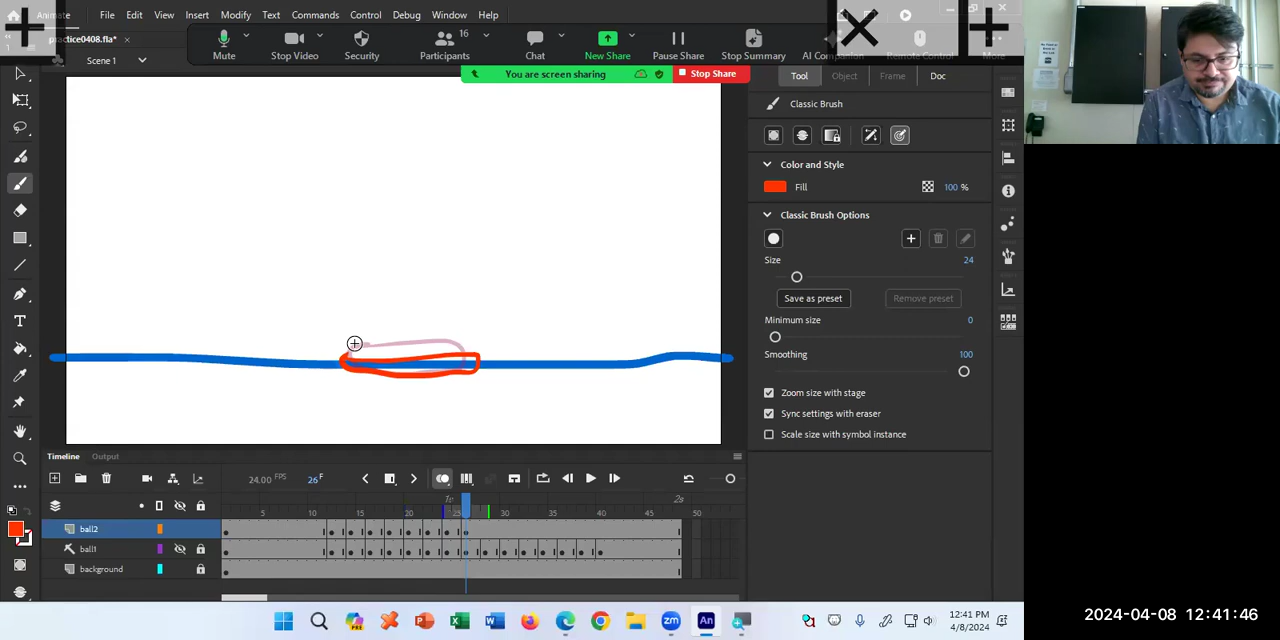 Animate File Edit View Insert Modify Text Commands Control Debug Window Help
practice0408.fla* ×
Mute Stop Video Security Participants 16 Chat New Share Pause Share Stop Summary AI Companion Remote Control More
Scene 1
You are screen sharing Stop Share
Tool Object Frame Doc
Classic Brush
Color and Style
Fill 100 %
Classic Brush Options
Size 24
Save as preset Remove preset
Minimum size 0
Smoothing 100
Zoom size with stage
Sync settings with eraser
Scale size with symbol instance
Timeline Output
24.00 FPS 26 F
1s 2s
5 10 15 20 25 30 35 40 45 50
ball2
ball1
background
12:41 PM
4/8/2024
2024-04-08 12:41:46